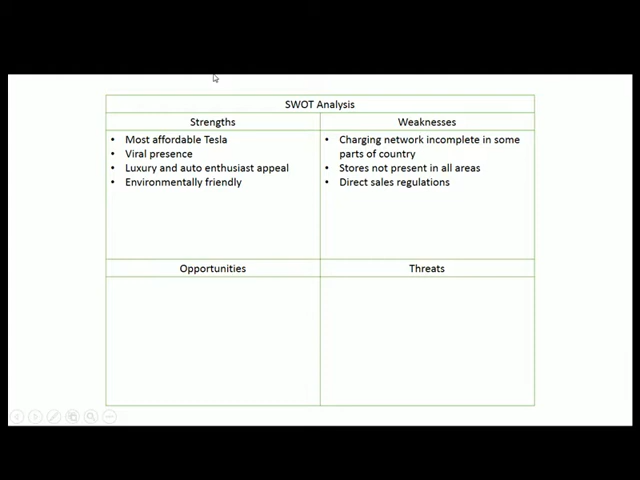 SWOT Analysis
Strengths
Weaknesses
• Most affordable Tesla
• Viral presence
• Luxury and auto enthusiast appeal
• Environmentally friendly
• Charging network incomplete in some
parts of country
• Stores not present in all areas
• Direct sales regulations
Opportunities
Threats